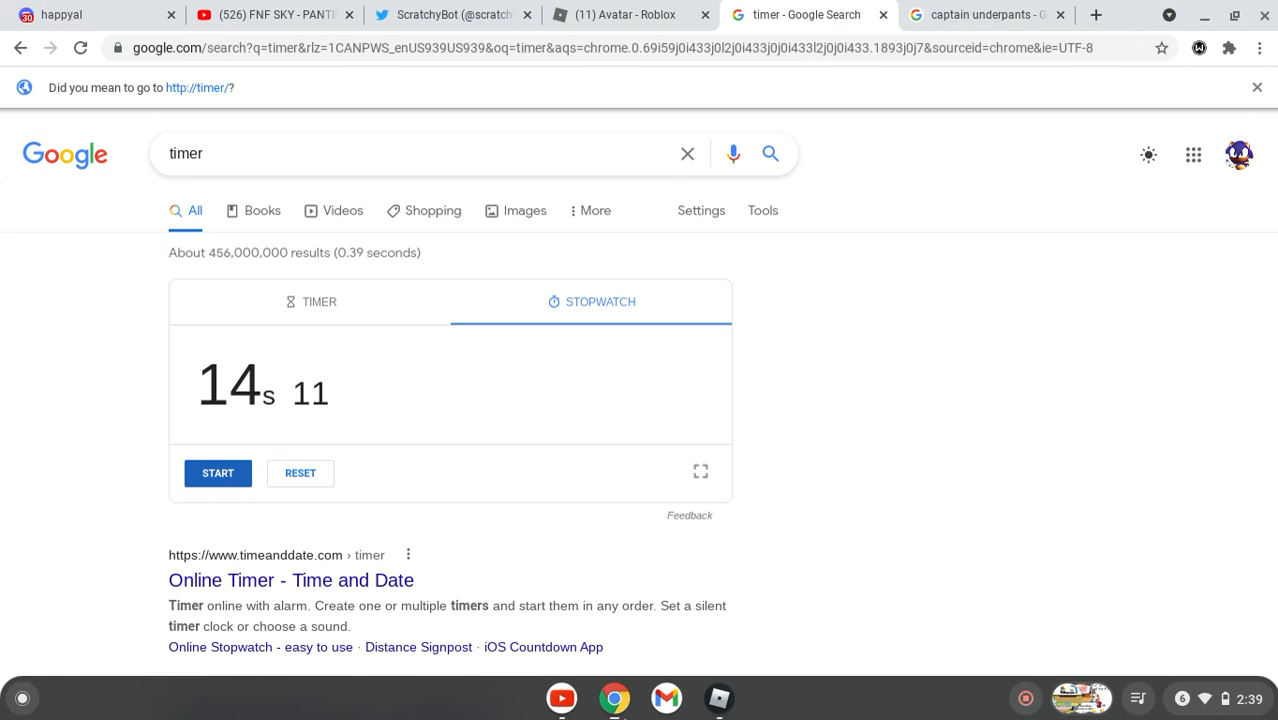 30 happyal
(526) FNF SKY - PANTI
ScratchyBot (@scratchy
(11) Avatar - Roblox
timer - Google Search
captain underpants - G
google.com/search?q=timer&rlz=1CANPWS_enUS939US939&oq=timer&aqs=chrome.0.69i59j0i433j0l2j0i433j0j0i433l2j0j0i433.1893j0j7&sourceid=chrome&ie=UTF-8
Did you mean to go to http://timer/?
Google
timer
All Books Videos Shopping Images More Settings Tools
About 456,000,000 results (0.39 seconds)
TIMER STOPWATCH
14s 11
START RESET
Feedback
https://www.timeanddate.com › timer
Online Timer - Time and Date
Timer online with alarm. Create one or multiple timers and start them in any order. Set a silent
timer clock or choose a sound.
Online Stopwatch - easy to use · Distance Signpost · iOS Countdown App
6 2:39